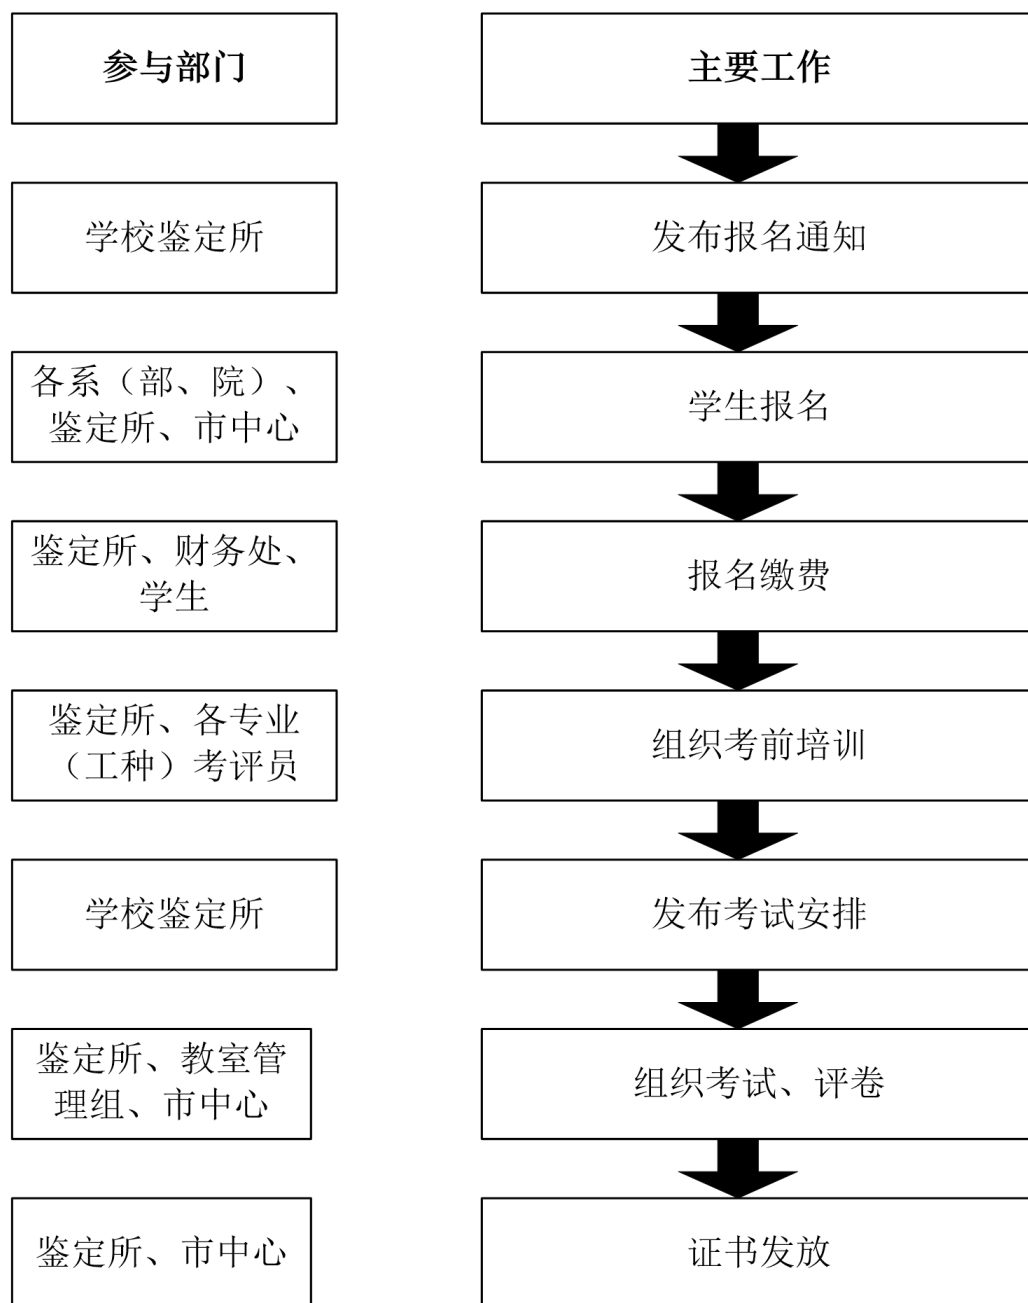 参与部门
主要工作
学校鉴定所
发布报名通知
各系（部、院）、
鉴定所、市中心
学生报名
鉴定所、财务处、
学生
报名缴费
鉴定所、各专业
（工种）考评员
组织考前培训
学校鉴定所
发布考试安排
鉴定所、教室管
理组、市中心
组织考试、评卷
鉴定所、市中心
证书发放